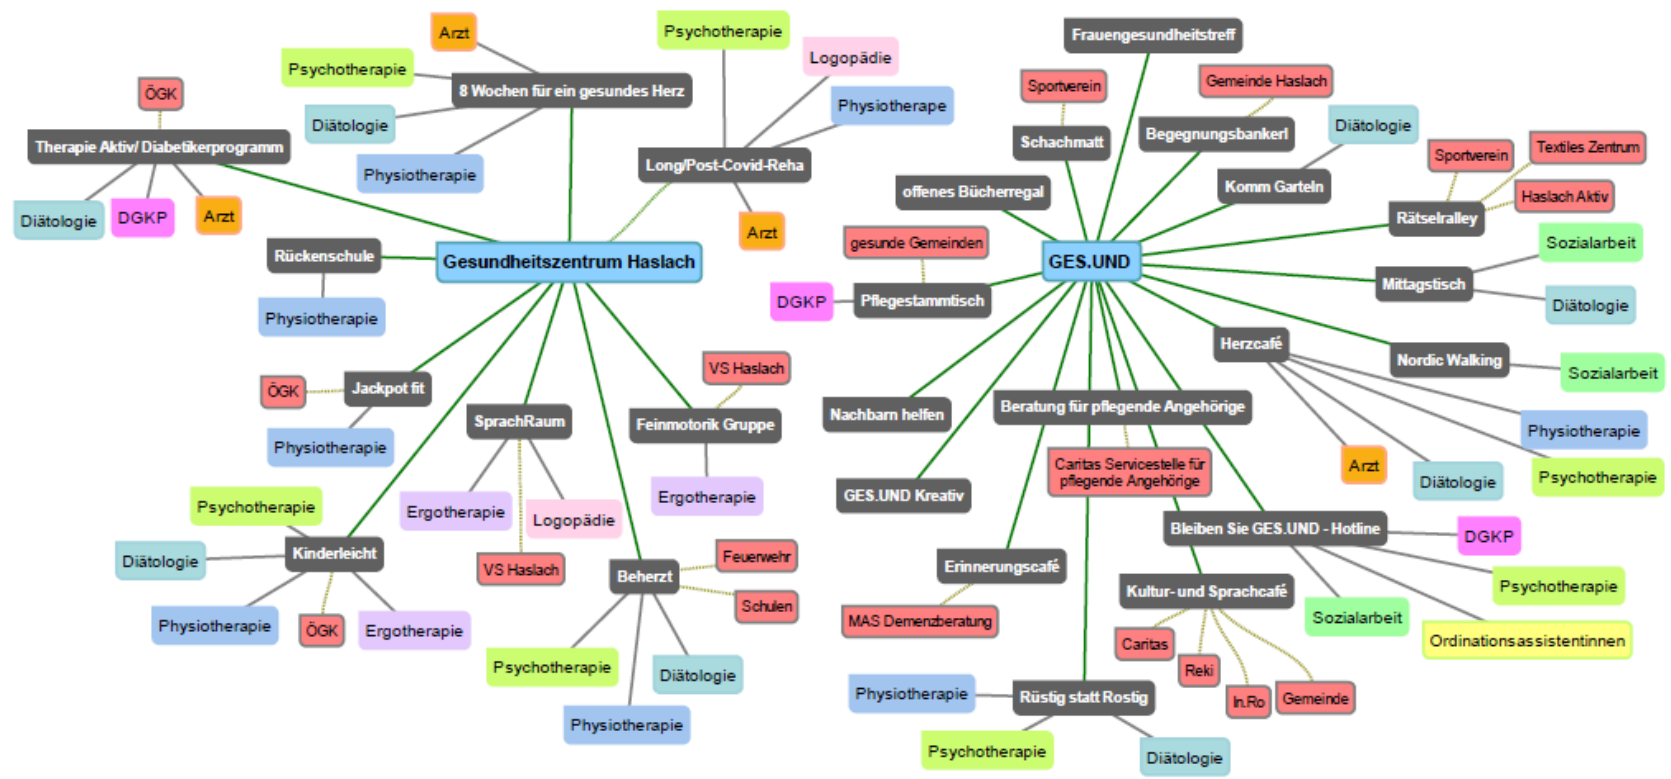 Arzt
Psychotherapie
8 Wochen für ein gesundes Herz
Diätologie
Physiotherapie
ÖGK
Therapie Aktiv/ Diabetikerprogramm
Diätologie
DGKP
Arzt
Psychotherapie
Logopädie
Physiotherape
Long/Post-Covid-Reha
Arzt
Rückenschule
Gesundheitszentrum Haslach
Physiotherapie
ÖGK
Jackpot fit
Physiotherapie
SprachRaum
Ergotherapie
Logopädie
VS Haslach
VS Haslach
Feinmotorik Gruppe
Ergotherapie
Psychotherapie
Kinderleicht
Diätologie
Physiotherapie
ÖGK
Ergotherapie
Feuerwehr
Beherzt
Schulen
Psychotherapie
Diätologie
Physiotherapie
Frauengesundheitstreff
Sportverein
Schachmatt
Gemeinde Haslach
Begegnungsbankerl
Diätologie
Komm Garteln
Sportverein
Textiles Zentrum
Haslach Aktiv
Rätselralley
offenes Bücherregal
gesunde Gemeinden
GES.UND
DGKP
Pflegestammtisch
Sozialarbeit
Mittagstisch
Diätologie
Herzcafé
Nordic Walking
Sozialarbeit
Physiotherapie
Psychotherapie
Arzt
Diätologie
Nachbarn helfen
Beratung für pflegende Angehörige
Caritas Servicestelle für
pflegende Angehörige
GES.UND Kreativ
Bleiben Sie GES.UND - Hotline
DGKP
Psychotherapie
Sozialarbeit
Ordinationsassistentinnen
Erinnerungscafé
MAS Demenzberatung
Kultur- und Sprachcafé
Caritas
Reki
In.Ro
Gemeinde
Physiotherapie
Rüstig statt Rostig
Psychotherapie
Diätologie